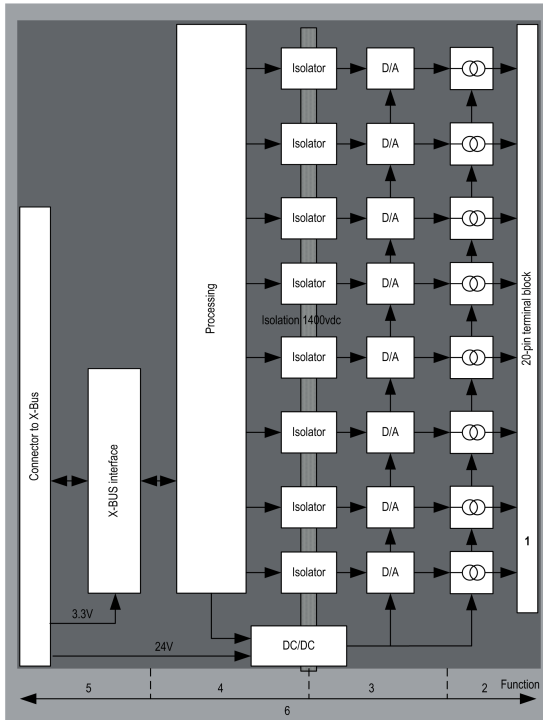 Isolator D/A
Isolator D/A
Isolator D/A
Isolator D/A
Isolation 1400vdc
Isolator D/A
Isolator D/A
Isolator D/A
Isolator D/A
Processing
20-pin terminal block
1
Connector to X-Bus
X-BUS interface
3.3V
24V
DC/DC
5 4 3 2 Function
6